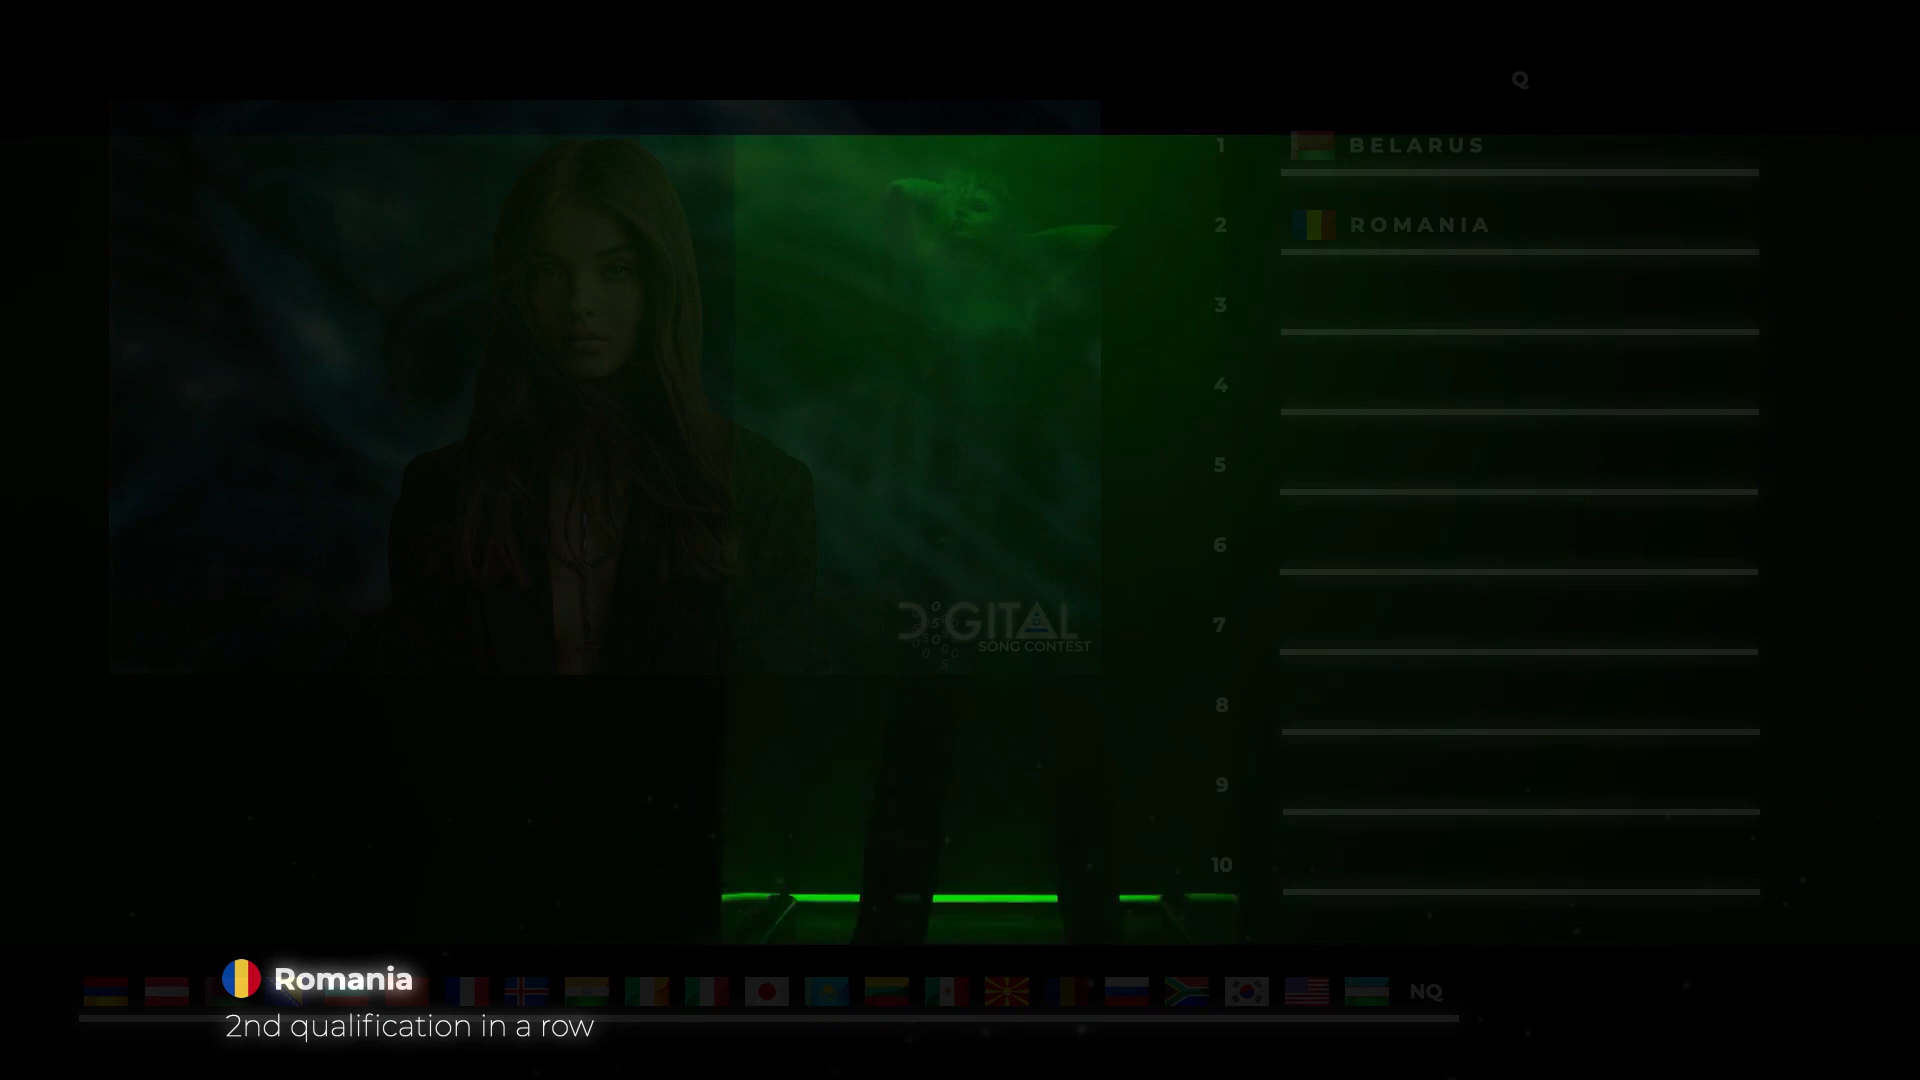 Q
1 BELARUS
2 ROMANIA
3
4
5
6
7
8
9
10
DIGITAL
SONG CONTEST
Romania
NQ
2nd qualification in a row